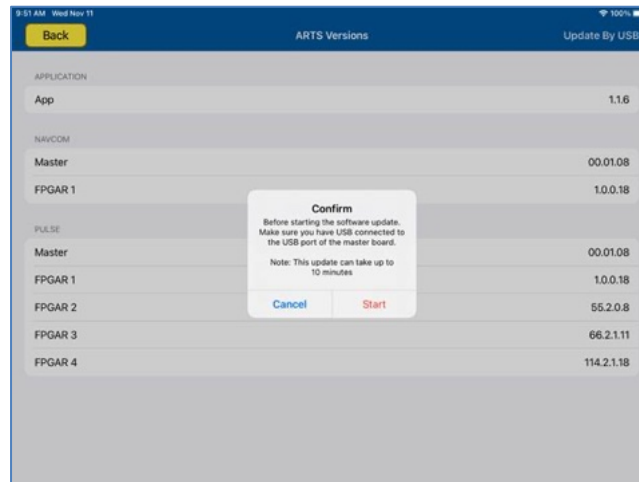 9:51 AM Wed Nov 11
100%
Back
ARTS Versions
Update By USB
APPLICATION
App 1.1.6
NAVCOM
Master 00.01.08
FPGAR 1 1.0.0.18
PULSE
Master 00.01.08
FPGAR 1 1.0.0.18
FPGAR 2 55.2.0.8
FPGAR 3 66.2.1.11
FPGAR 4 114.2.1.18
Confirm
Before starting the software update.
Make sure you have USB connected to
the USB port of the master board.
Note: This update can take up to
10 minutes
Cancel
Start